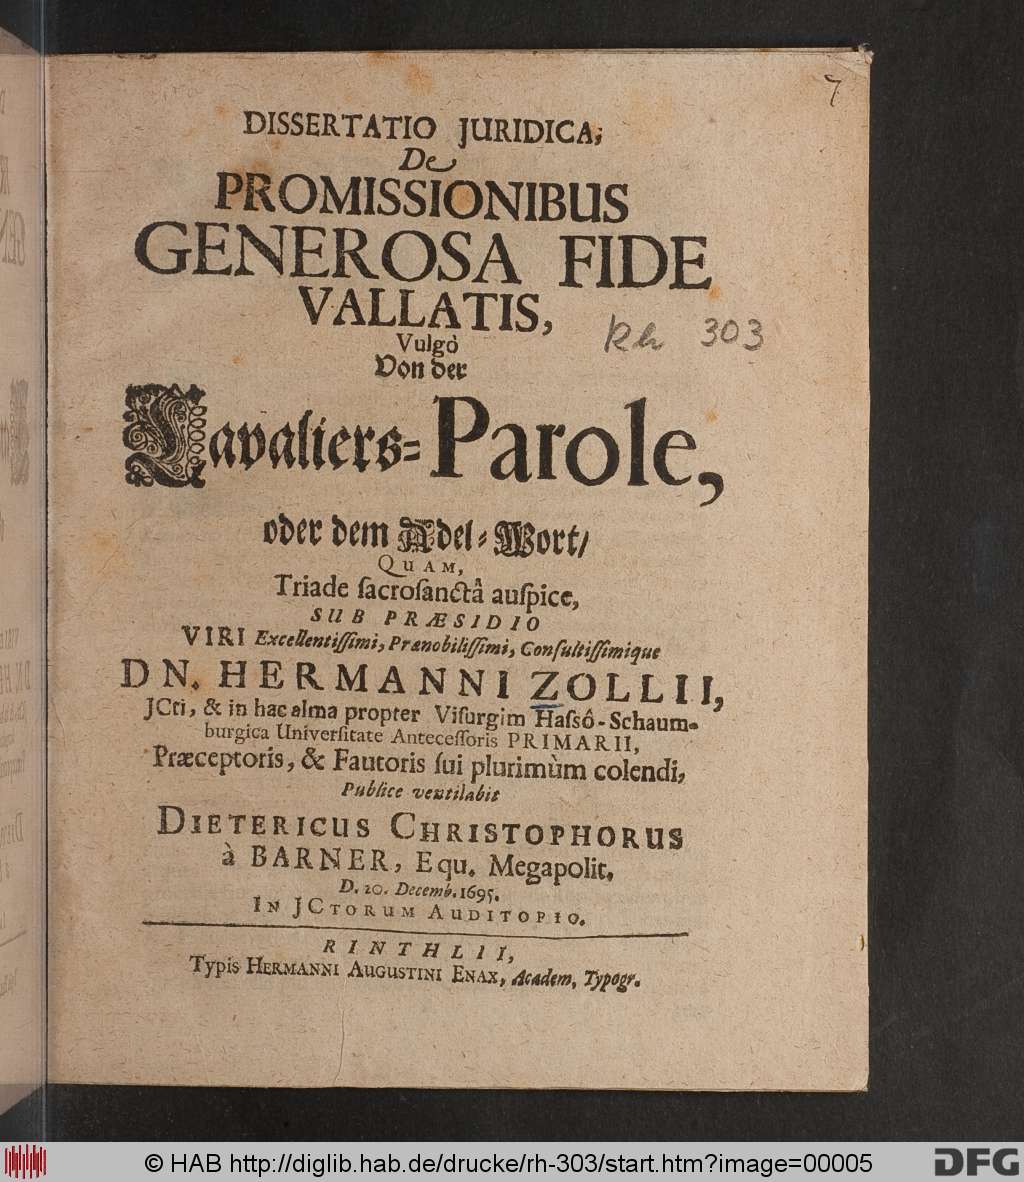 7
DISSERTATIO JURIDICA,
De
PROMISSIONIBUS
GENEROSA FIDE
VALLATIS,
Vulgò
Von der
Cavaliers-Parole,
oder dem Adel-Wort/
QUAM,
Triade ſacroſanctâ auſpice,
SUB PRÆSIDIO
VIRI Excellentiſſimi, Prænobiliſſimi, Conſultiſſimique
DN. HERMANNI ZOLLII,
JCti, & in hac alma propter Viſurgim Haſsô-Schaum-
burgica Univerſitate Anteceſſoris PRIMARII,
Præceptoris, & Fautoris ſui plurimùm colendi,
Publice ventilabit
DIETERICUS CHRISTOPHORUS
à BARNER, Equ. Megapolit.
D. 20. Decemb. 1695.
IN JCTORUM AUDITOPIO.
RINTHLII,
Typis HERMANNI AUGUSTINI ENAX, Academ, Typogr.
Rh 303
© HAB http://diglib.hab.de/drucke/rh-303/start.htm?image=00005
DFG